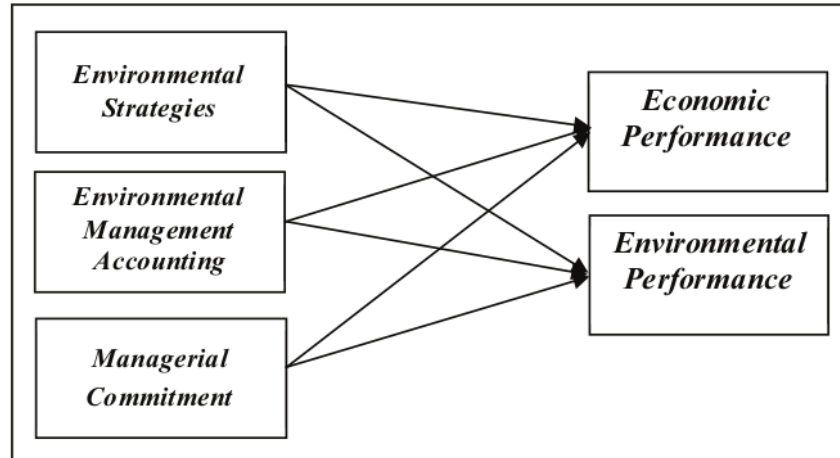 Environmental
Strategies
Environmental
Management
Accounting
Managerial
Commitment
Economic
Performance
Environmental
Performance